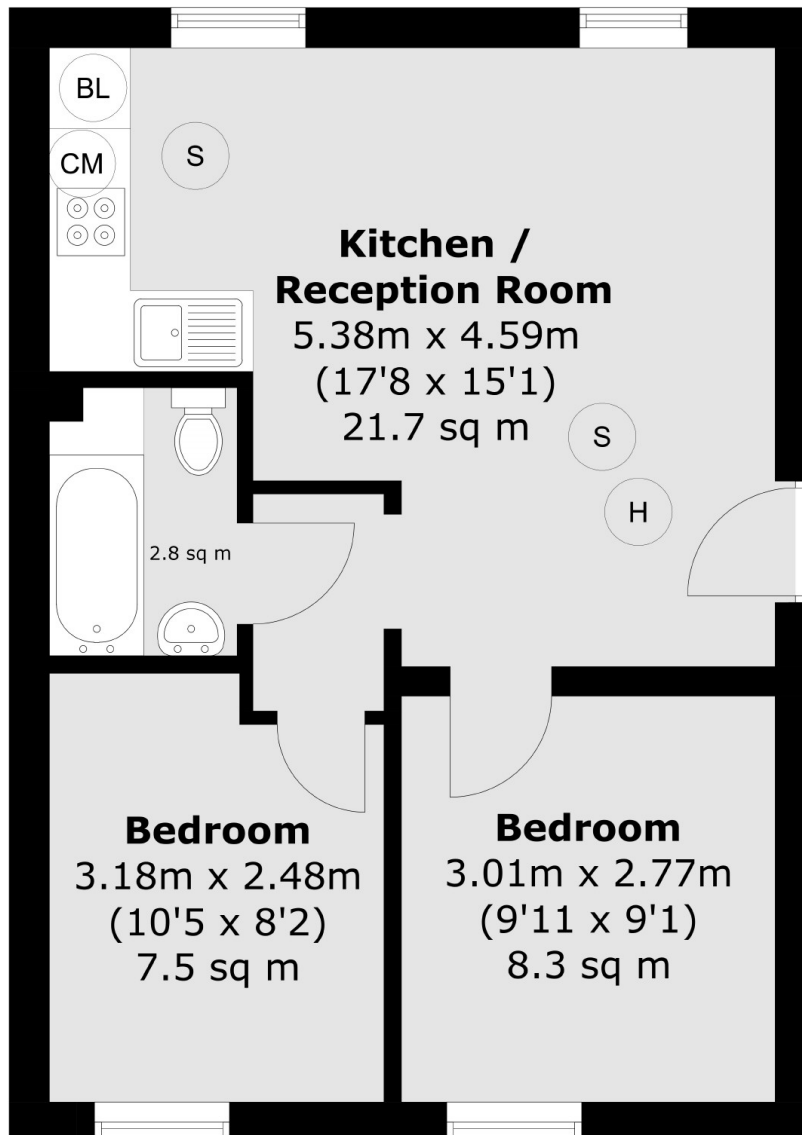 BL
CM
S
Kitchen /
Reception Room
5.38m x 4.59m
(17'8 x 15'1)
21.7 sq m
S
H
2.8 sq m
Bedroom
3.18m x 2.48m
(10'5 x 8'2)
7.5 sq m
Bedroom
3.01m x 2.77m
(9'11 x 9'1)
8.3 sq m